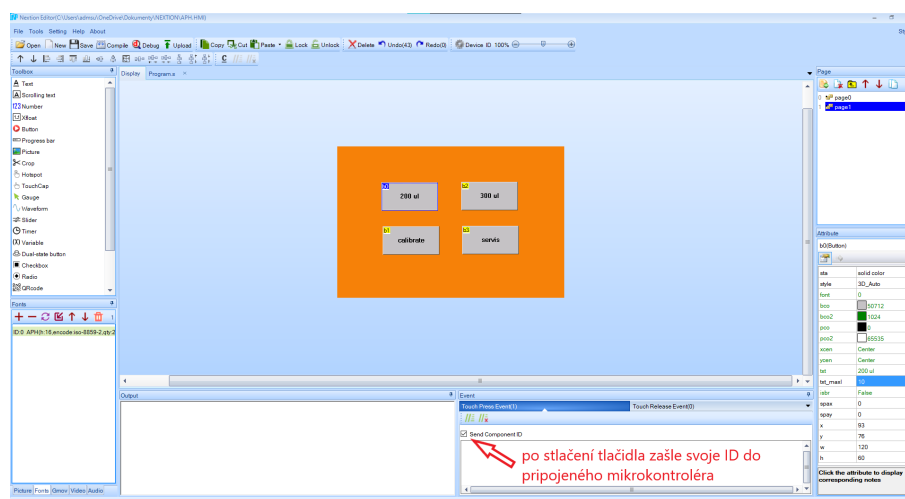 Nextion Editor(C:\Users\admsu\OneDrive\Dokumenty\NEXTION\APH.HMI)
File Tools Setting Help About
Open New Save Compile Debug Upload Copy Cut Paste Lock Unlock Delete Undo(43) Redo(0) Device ID 100%
Toolbox
Text
Scrolling text
Number
Xfloat
Button
Progress bar
Picture
Crop
Hotspot
TouchCap
Gauge
Waveform
Slider
Timer
Variable
Dual-state button
Checkbox
Radio
QRcode
Fonts
ID:0 APH(h:16,encode:iso-8859-2,qty:2
Picture Fonts Gmov Video Audio
Display Program.s
b0
200 ul
b2
300 ul
b1
calibrate
b3
servis
Output
Event
Touch Press Event(1) Touch Release Event(0)
Send Component ID
po stlačení tlačidla zašle svoje ID do
pripojeného mikrokontroléra
Page
0 page0
1 page1
Attribute
b0(Button)
sta solid color
style 3D_Auto
font 0
bco 50712
bco2 1024
pco 0
pco2 65535
xcen Center
ycen Center
txt 200 ul
txt_maxl 10
isbr False
spax 0
spay 0
x 93
y 76
w 120
h 60
Click the attribute to display
corresponding notes